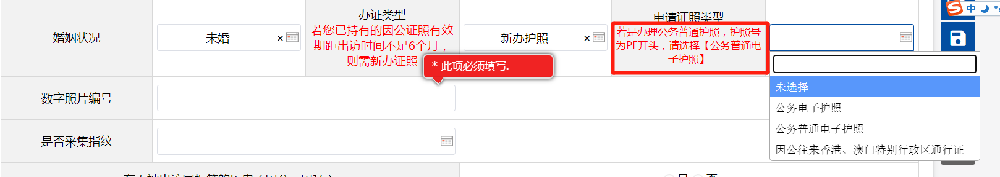 婚姻状况
未婚 ×
办证类型
若您已持有的因公证照有效
期距出访时间不足6个月，
则需新办证照
* 此项必须填写.
新办护照 ×
申请证照类型
若是办理公务普通护照，护照号
为PE开头，请选择【公务普通电
子护照】
未选择
公务电子护照
公务普通电子护照
因公往来香港、澳门特别行政区通行证
数字照片编号
是否采集指纹
中